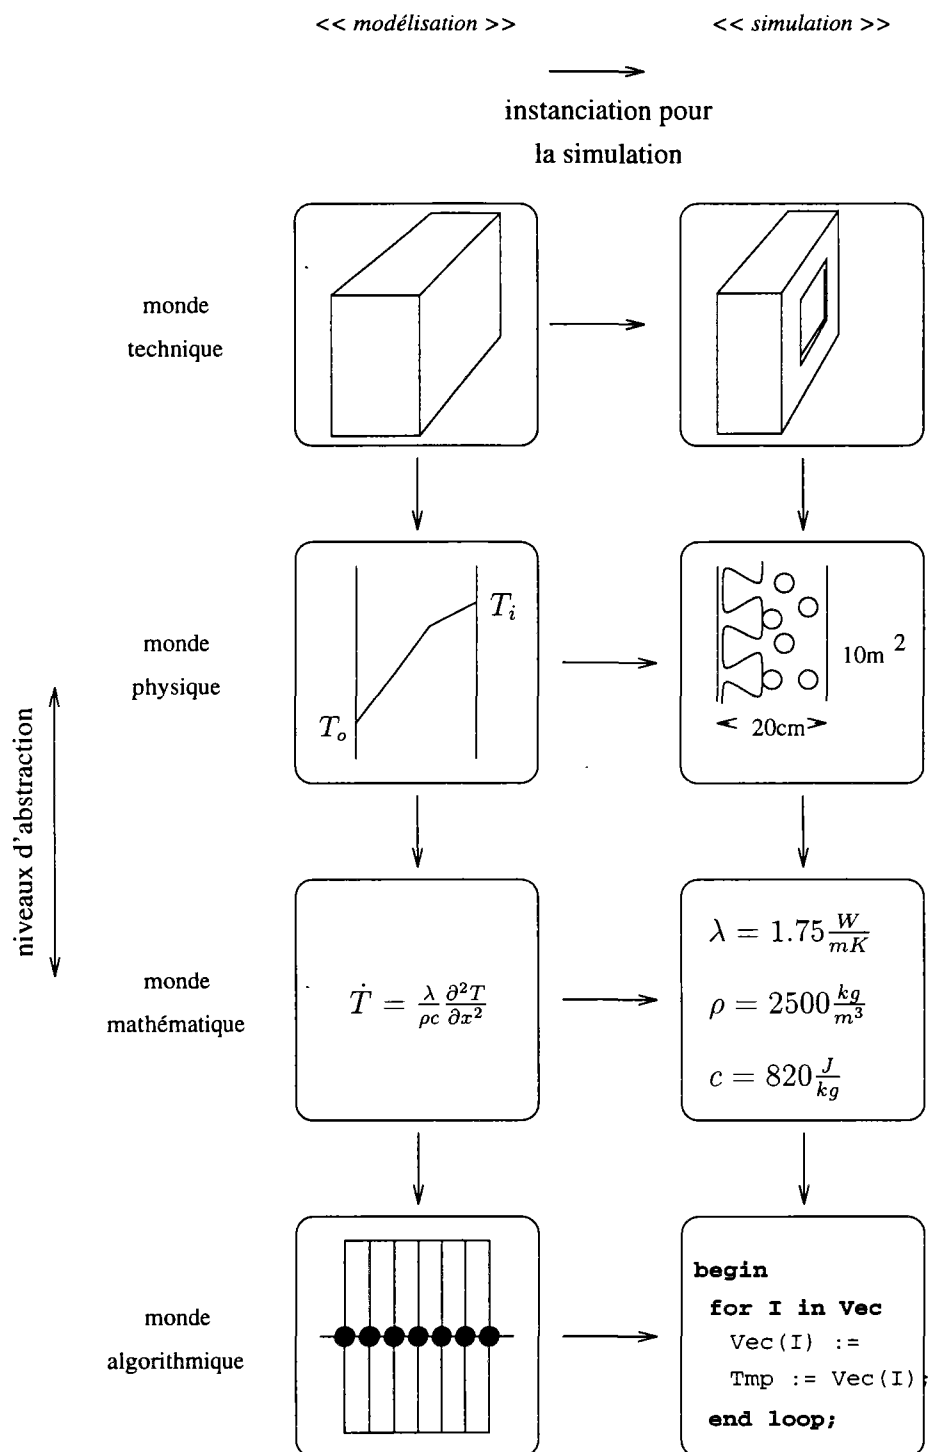 << modélisation >>
<< simulation >>
instanciation pour
la simulation
monde
technique
monde
physique
T_i
T_o
10m 2
20cm
niveaux d'abstraction
monde
mathématique
Ṫ = λ/ρc ∂²T/∂x²
λ = 1.75 W/mK
ρ = 2500 kg/m³
c = 820 J/kg
monde
algorithmique
begin
for I in Vec
Vec(I) :=
Tmp := Vec(I);
end loop;